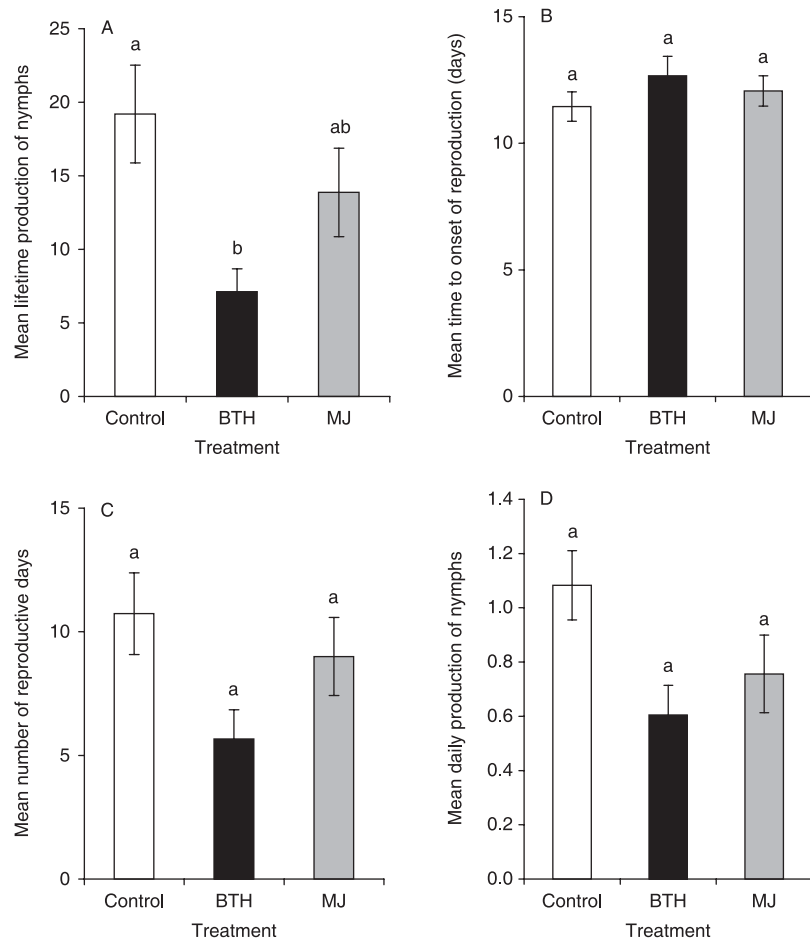 A
Mean lifetime production of nymphs
25
20
15
10
5
0
a
b
ab
Control BTH MJ
Treatment
B
Mean time to onset of reproduction (days)
15
10
5
0
a
a
a
Control BTH MJ
Treatment
C
Mean number of reproductive days
15
10
5
0
a
a
a
Control BTH MJ
Treatment
D
Mean daily production of nymphs
1.4
1.2
1.0
0.8
0.6
0.4
0.2
0.0
a
a
a
Control BTH MJ
Treatment